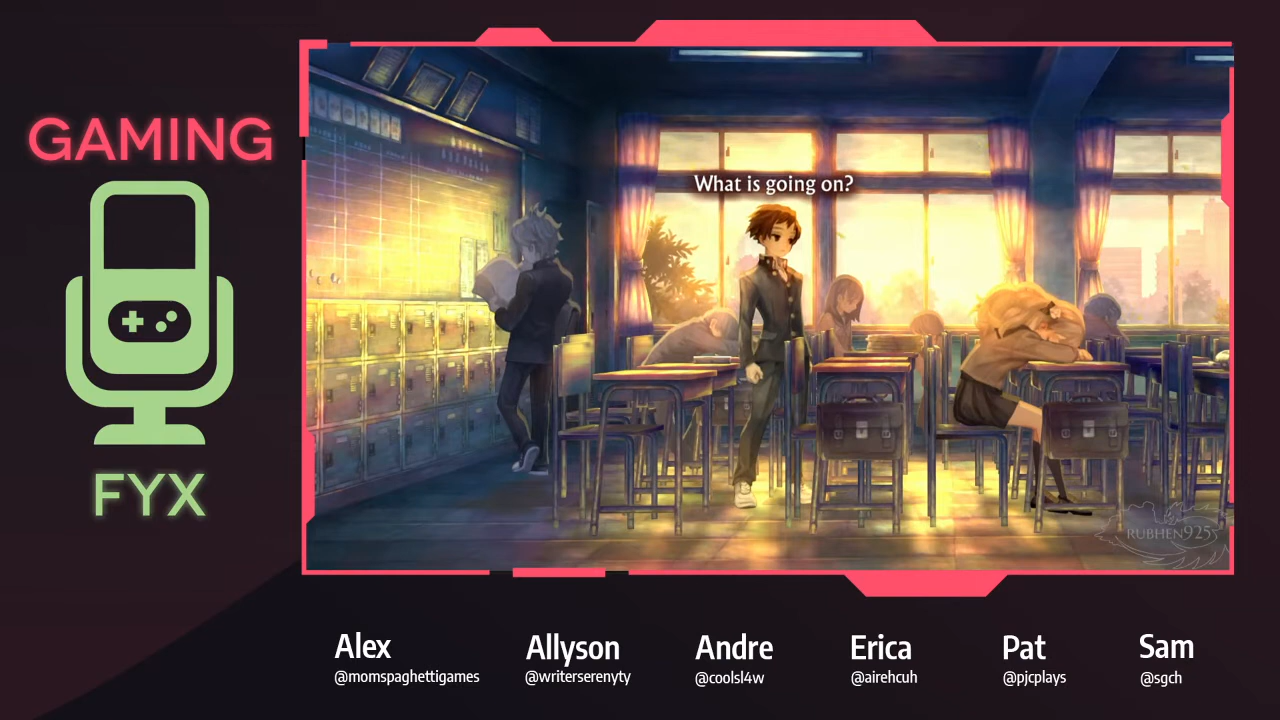 GAMING
FYX
What is going on?
RUBHEN925
Alex
@momspaghettigames
Allyson
@writerserenyty
Andre
@coolsl4w
Erica
@airehcuh
Pat
@pjcplays
Sam
@sgch